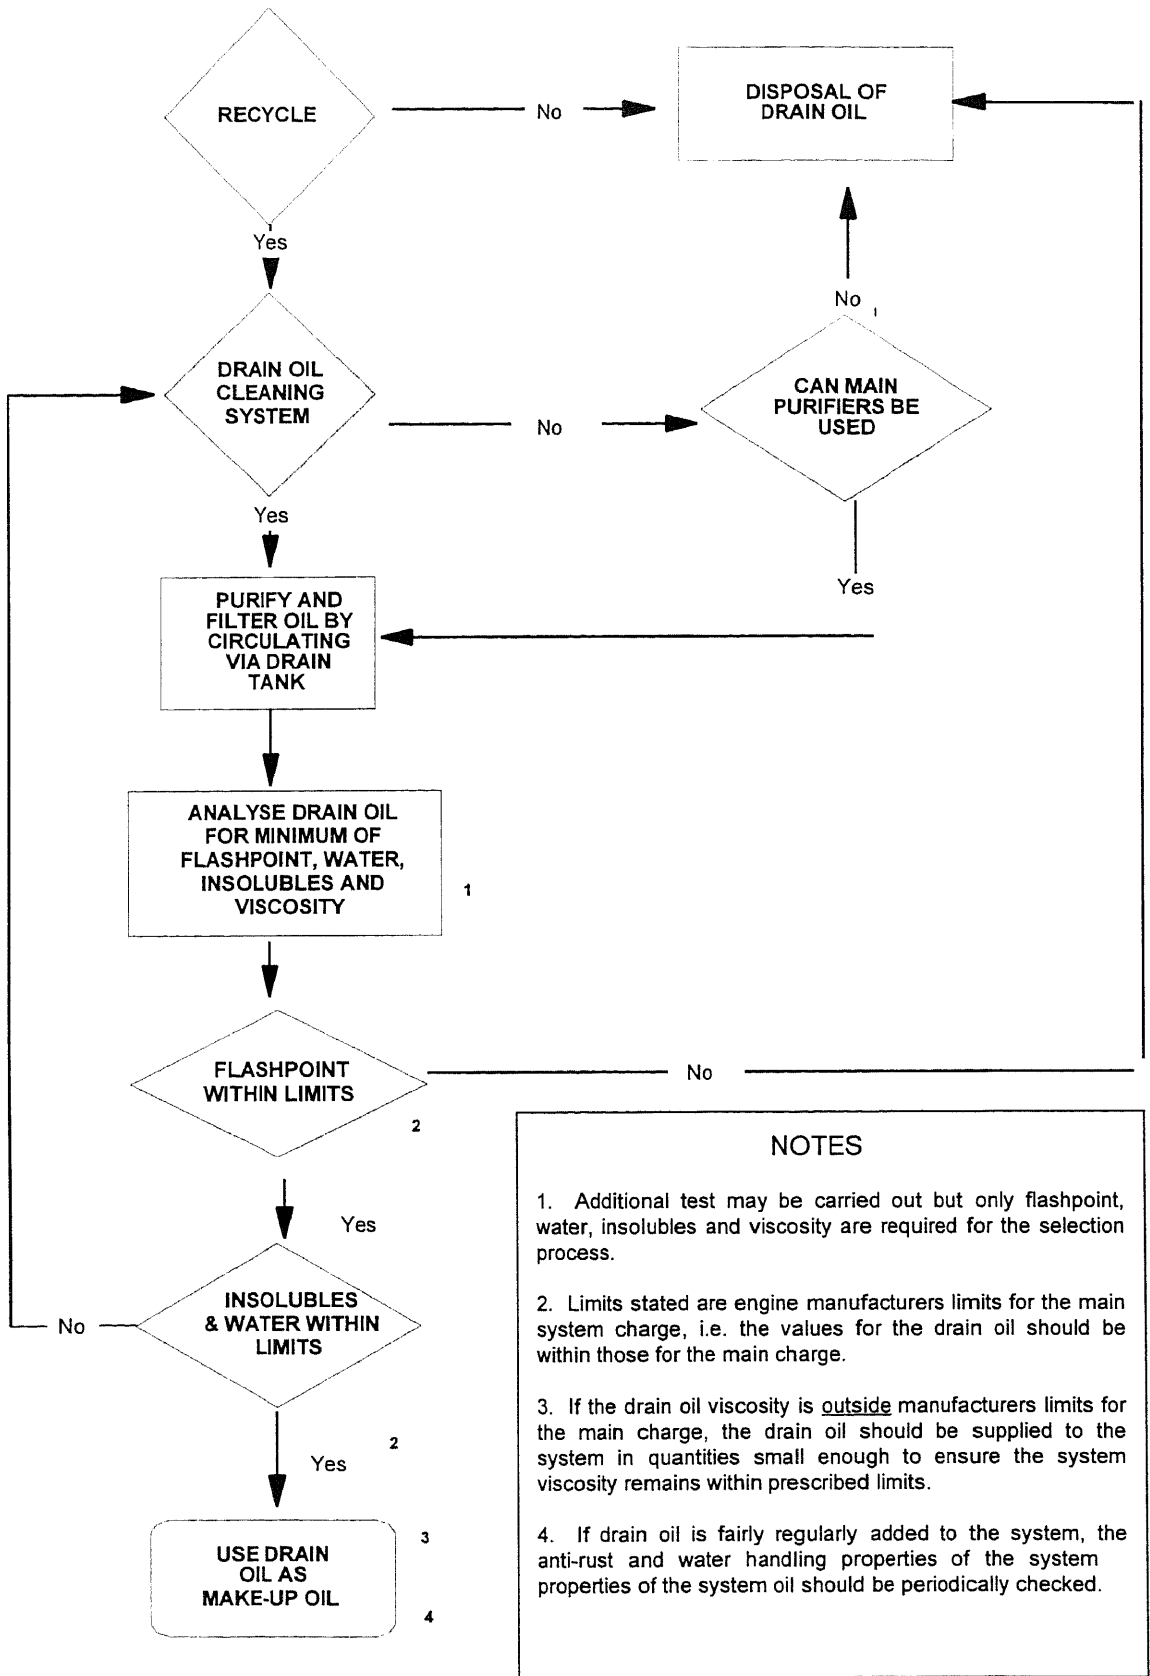 RECYCLE
No
DISPOSAL OF
DRAIN OIL
Yes
No
1
DRAIN OIL
CLEANING
SYSTEM
No
CAN MAIN
PURIFIERS BE
USED
Yes
Yes
PURIFY AND
FILTER OIL BY
CIRCULATING
VIA DRAIN
TANK
ANALYSE DRAIN OIL
FOR MINIMUM OF
FLASHPOINT, WATER,
INSOLUBLES AND
VISCOSITY
1
FLASHPOINT
WITHIN LIMITS
No
2
Yes
INSOLUBLES
& WATER WITHIN
LIMITS
No
2
Yes
USE DRAIN
OIL AS
MAKE-UP OIL
3
4
NOTES
1. Additional test may be carried out but only flashpoint,
water, insolubles and viscosity are required for the selection
process.
2. Limits stated are engine manufacturers limits for the main
system charge, i.e. the values for the drain oil should be
within those for the main charge.
3. If the drain oil viscosity is outside manufacturers limits for
the main charge, the drain oil should be supplied to the
system in quantities small enough to ensure the system
viscosity remains within prescribed limits.
4. If drain oil is fairly regularly added to the system, the
anti-rust and water handling properties of the system
properties of the system oil should be periodically checked.